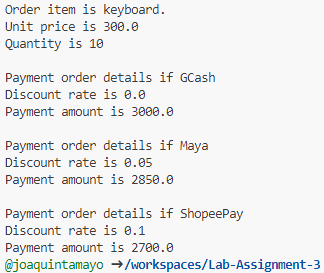 Order item is keyboard.
Unit price is 300.0
Quantity is 10
Payment order details if GCash
Discount rate is 0.0
Payment amount is 3000.0
Payment order details if Maya
Discount rate is 0.05
Payment amount is 2850.0
Payment order details if ShopeePay
Discount rate is 0.1
Payment amount is 2700.0
@joaquintamayo ➜/workspaces/Lab-Assignment-3